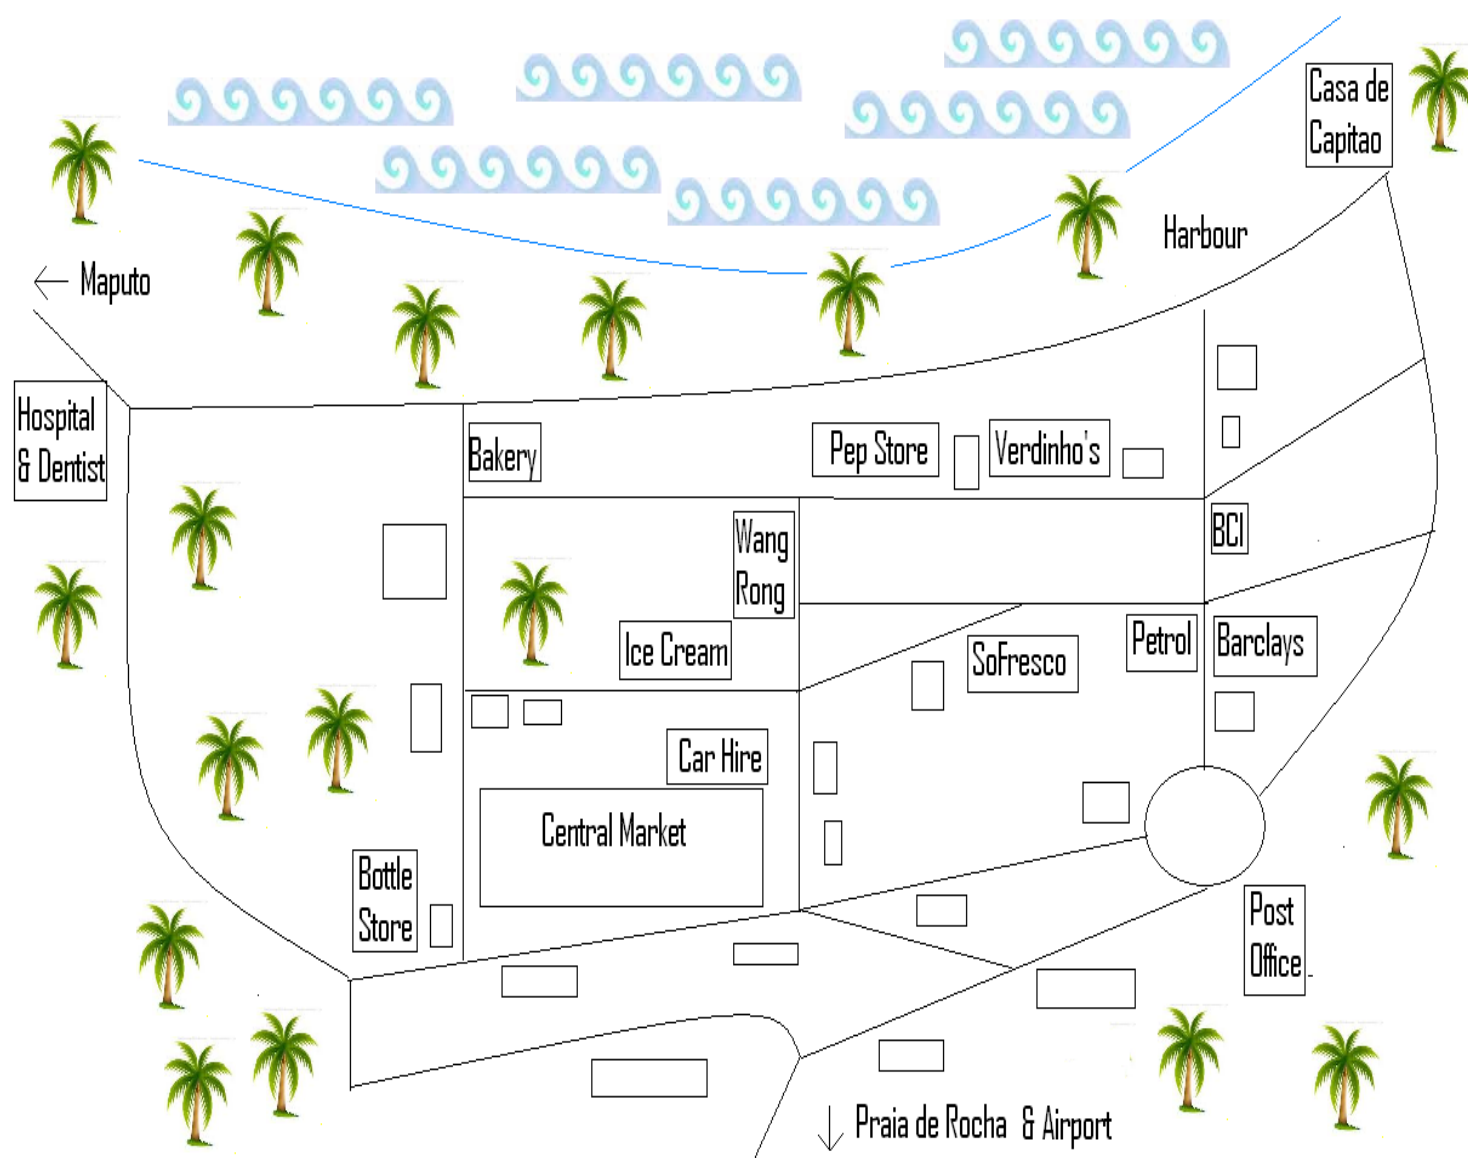 Casa de
Capitao
Harbour
Maputo
Hospital
& Dentist
Bakery
Pep Store
Verdinho's
Wang
Rong
BCI
Ice Cream
SoFresco
Petrol
Barclays
Car Hire
Central Market
Bottle
Store
Post
Office
Praia de Rocha & Airport